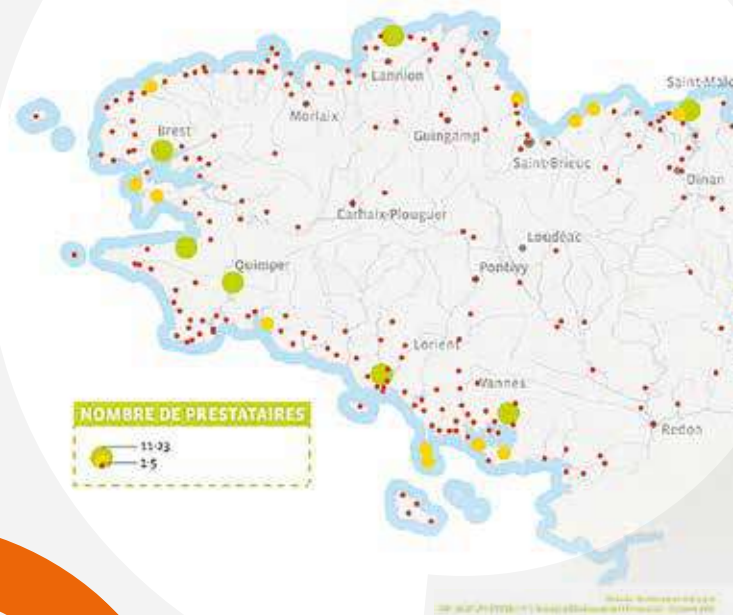 Lannion
Saint-Malo
Morlaix
Guingamp
Brest
Saint-Brieuc
Dinan
Carhaix-Plouguer
Loudéac
Quimper
Pontivy
Lorient
Vannes
NOMBRE DE PRESTATAIRES
11-23
1-5
Redon